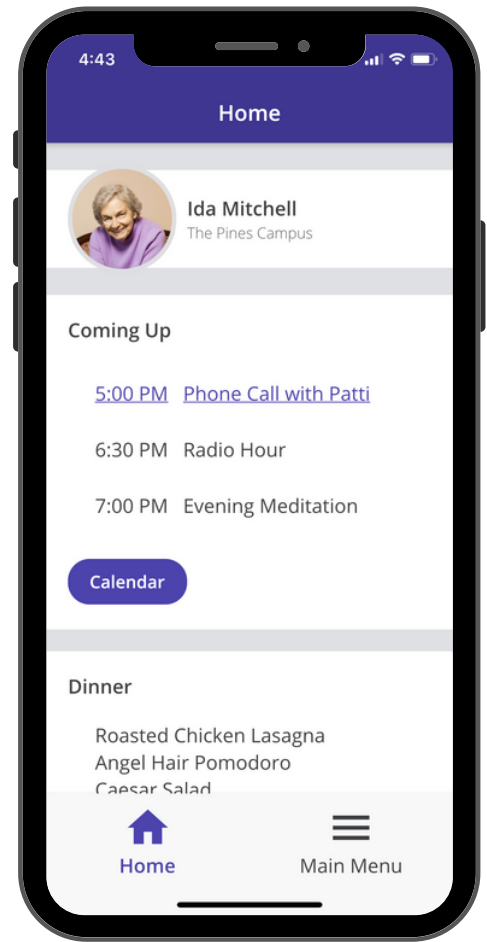 4:43
Home
Ida Mitchell
The Pines Campus
Coming Up
5:00 PM Phone Call with Patti
6:30 PM Radio Hour
7:00 PM Evening Meditation
Calendar
Dinner
Roasted Chicken Lasagna
Angel Hair Pomodoro
Caesar Salad
Home Main Menu